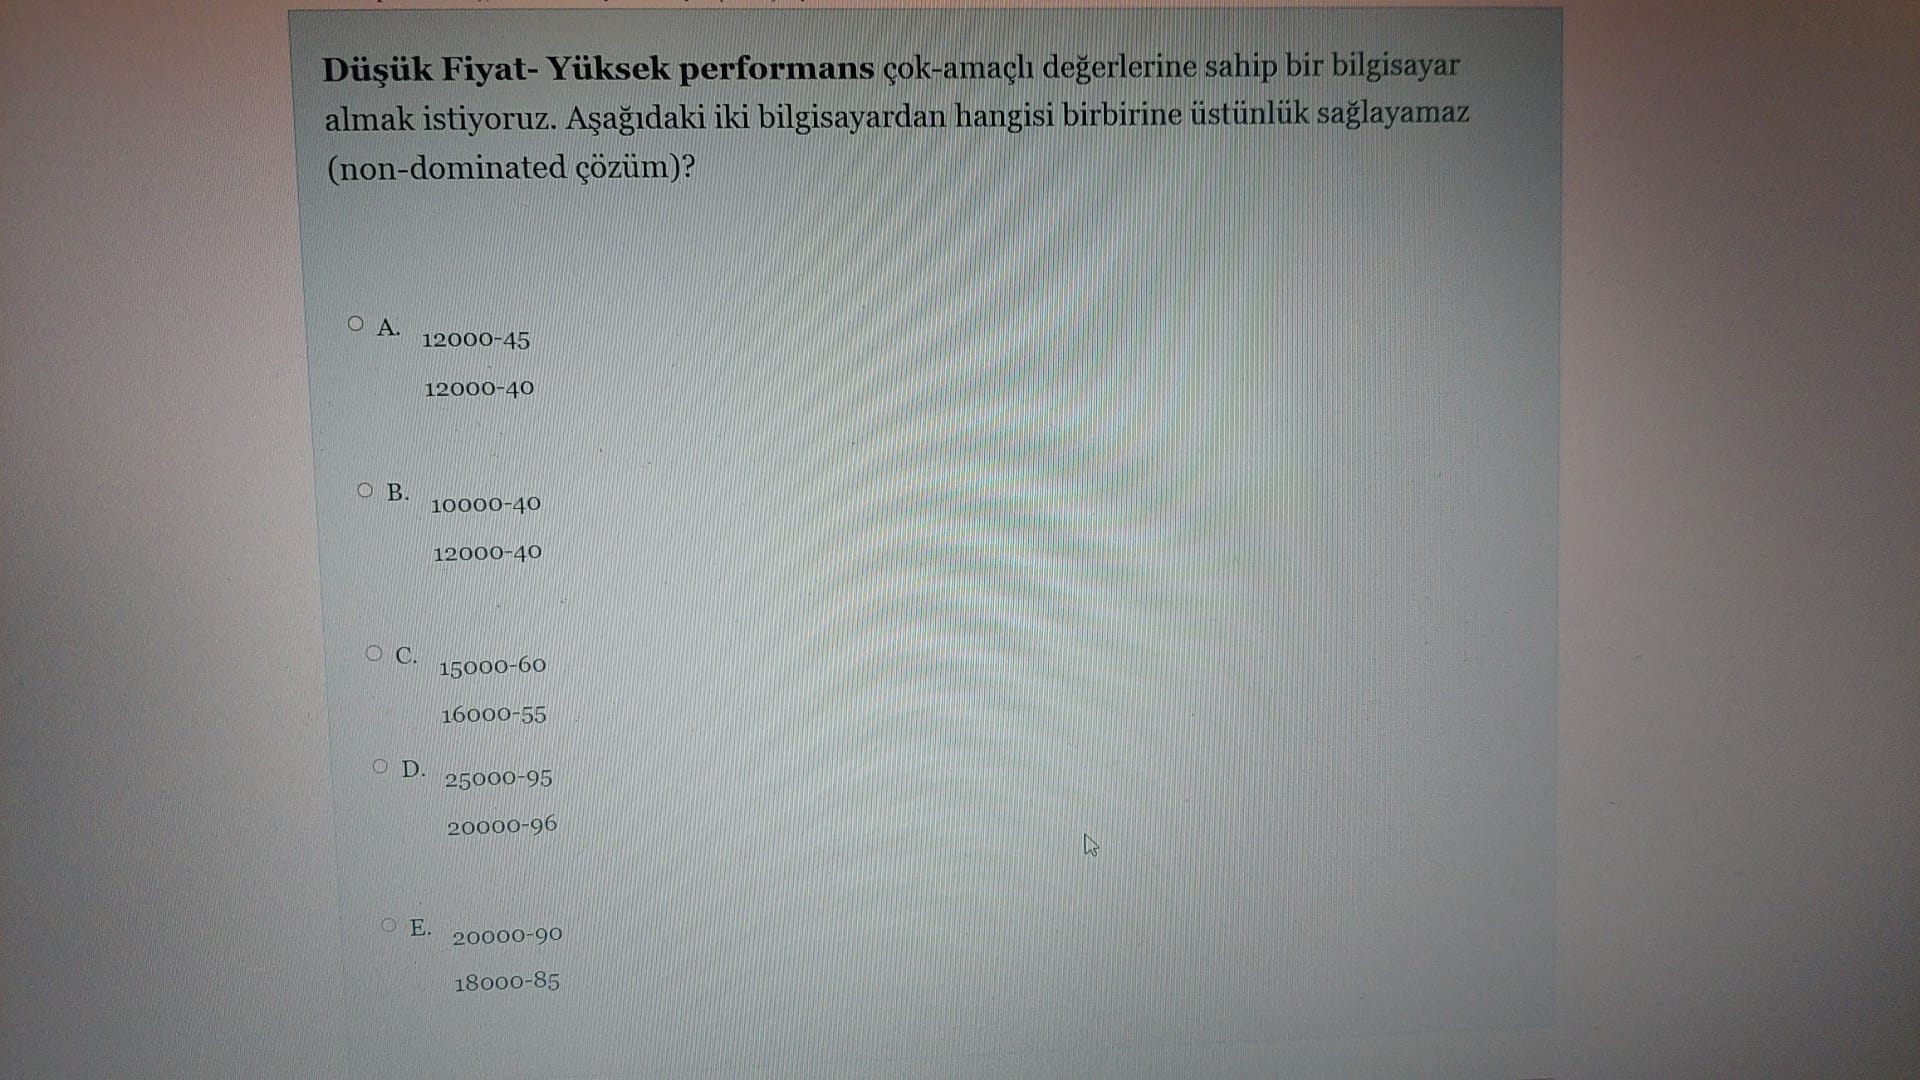 Düşük Fiyat- Yüksek performans çok-amaçlı değerlerine sahip bir bilgisayar
almak istiyoruz. Aşağıdaki iki bilgisayardan hangisi birbirine üstünlük sağlayamaz
(non-dominated çözüm)?
A. 12000-45
12000-40
B. 10000-40
12000-40
C. 15000-60
16000-55
D. 25000-95
20000-96
E. 20000-90
18000-85